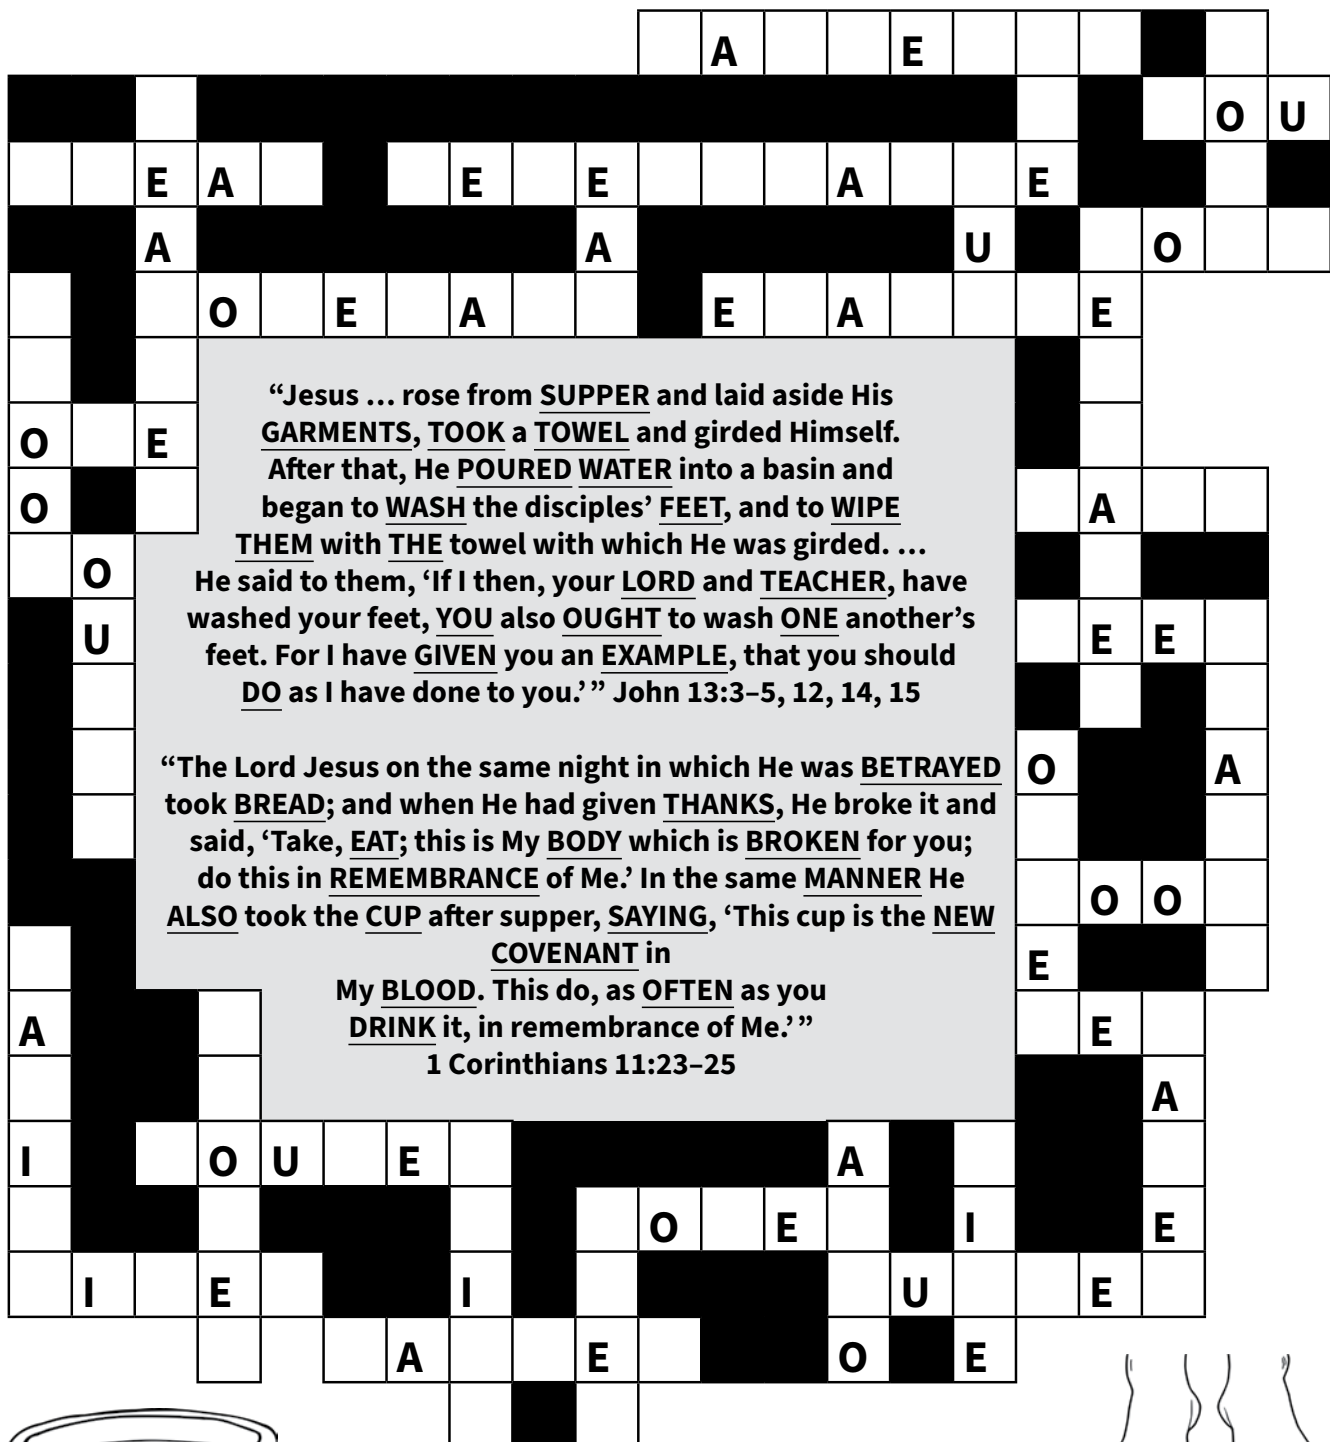 A E
O U
E A E E A E
A A U O
O E A E A E
“Jesus … rose from SUPPER and laid aside His
GARMENTS, TOOK a TOWEL and girded Himself.
O E
After that, He POURED WATER into a basin and
began to WASH the disciples’ FEET, and to WIPE
O A
THEM with THE towel with which He was girded. …
O
He said to them, ‘If I then, your LORD and TEACHER, have
washed your feet, YOU also OUGHT to wash ONE another’s
U E E
feet. For I have GIVEN you an EXAMPLE, that you should
DO as I have done to you.’ ” John 13:3–5, 12, 14, 15
“The Lord Jesus on the same night in which He was BETRAYED
O A
took BREAD; and when He had given THANKS, He broke it and
said, ‘Take, EAT; this is My BODY which is BROKEN for you;
do this in REMEMBRANCE of Me.’ In the same MANNER He
O O
ALSO took the CUP after supper, SAYING, ‘This cup is the NEW
COVENANT in
E
My BLOOD. This do, as OFTEN as you
DRINK it, in remembrance of Me.’ ”
A E
1 Corinthians 11:23–25
A
I O U E A
O E I E
I E I U E
A E O E